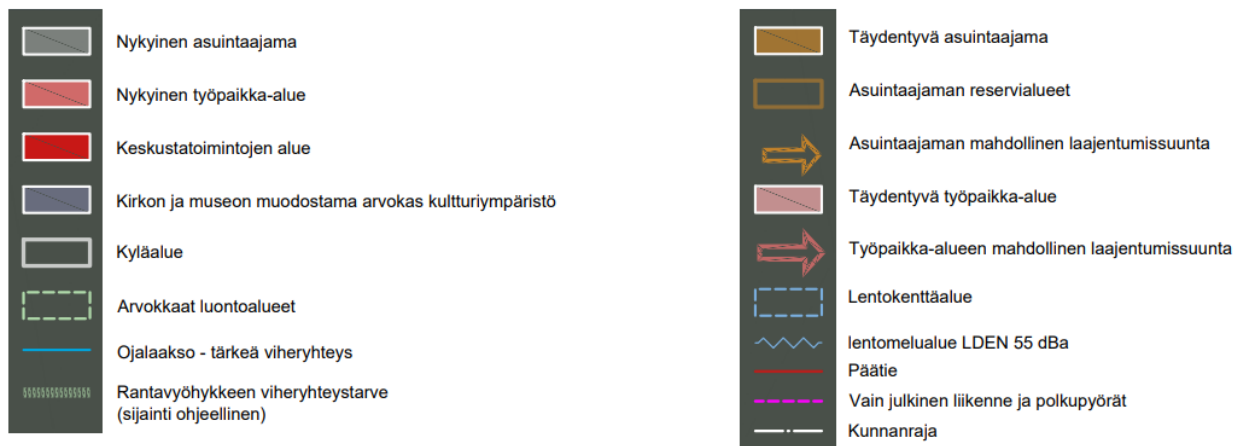 Nykyinen asuintaajama
Nykyinen työpaikka-alue
Keskustatoimintojen alue
Kirkon ja museon muodostama arvokas kulttuuriympäristö
Kyläalue
Arvokkaat luontoalueet
Ojalaakso - tärkeä viheryhteys
Rantavyöhykkeen viheryhteystarve
(sijainti ohjeellinen)
Täydentyvä asuintaajama
Asuintaajaman reservialueet
Asuintaajaman mahdollinen laajentumissuunta
Täydentyvä työpaikka-alue
Työpaikka-alueen mahdollinen laajentumissuunta
Lentokenttäalue
lentomelualue LDEN 55 dBa
Päätie
Vain julkinen liikenne ja polkupyörät
Kunnanraja